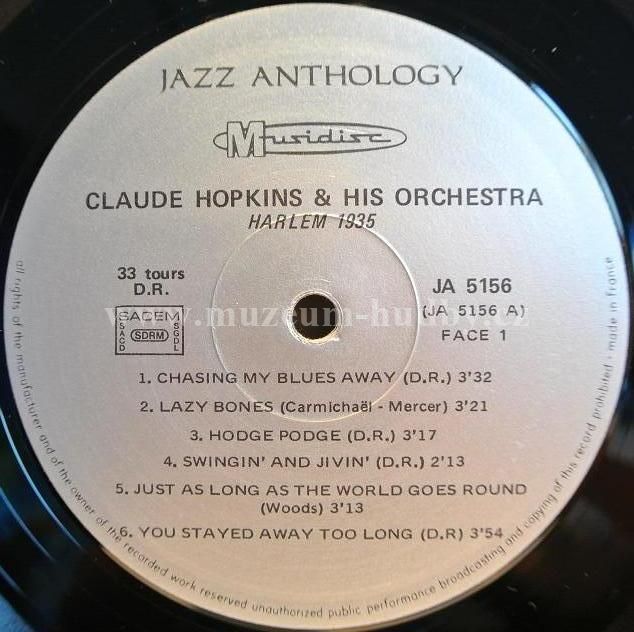 JAZZ ANTHOLOGY
Musidisc
CLAUDE HOPKINS & HIS ORCHESTRA
HARLEM 1935
33 tours
D.R.
JA 5156
(JA 5156 A)
FACE 1
SACEM
SACD
SDRM
SGDL
www.muzeum-hudby.cz
1. CHASING MY BLUES AWAY (D.R.) 3'32
2. LAZY BONES (Carmichaël - Mercer) 3'21
3. HODGE PODGE (D.R.) 3'17
4. SWINGIN' AND JIVIN' (D.R.) 2'13
5. JUST AS LONG AS THE WORLD GOES ROUND
(Woods) 3'13
6. YOU STAYED AWAY TOO LONG (D.R) 3'54
all rights of the manufacturer and of the owner of the recorded work reserved unauthorized public performance broadcasting and copying of this record prohibited - made in france